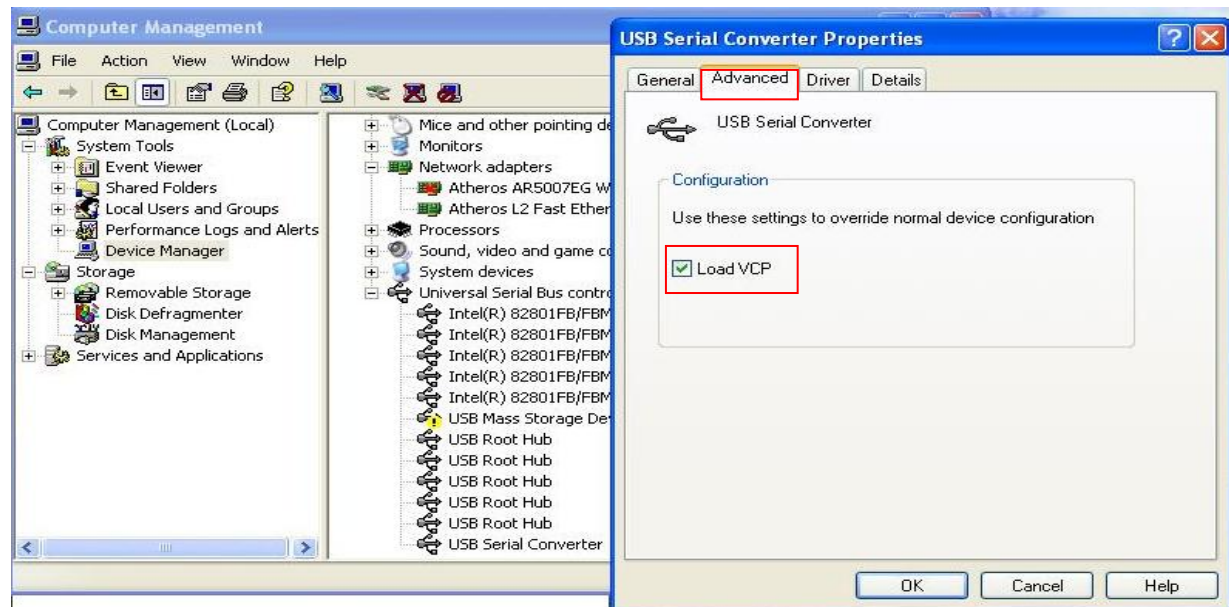 Computer Management
File Action View Window Help
Computer Management (Local)
System Tools
Event Viewer
Shared Folders
Local Users and Groups
Performance Logs and Alerts
Device Manager
Storage
Removable Storage
Disk Defragmenter
Disk Management
Services and Applications
Mice and other pointing de
Monitors
Network adapters
Atheros AR5007EG W
Atheros L2 Fast Ether
Processors
Sound, video and game co
System devices
Universal Serial Bus contro
Intel(R) 82801FB/FBM
Intel(R) 82801FB/FBM
Intel(R) 82801FB/FBM
Intel(R) 82801FB/FBM
Intel(R) 82801FB/FBM
USB Mass Storage De
USB Root Hub
USB Root Hub
USB Root Hub
USB Root Hub
USB Root Hub
USB Serial Converter
USB Serial Converter Properties
General Advanced Driver Details
USB Serial Converter
Configuration
Use these settings to override normal device configuration
Load VCP
OK Cancel Help